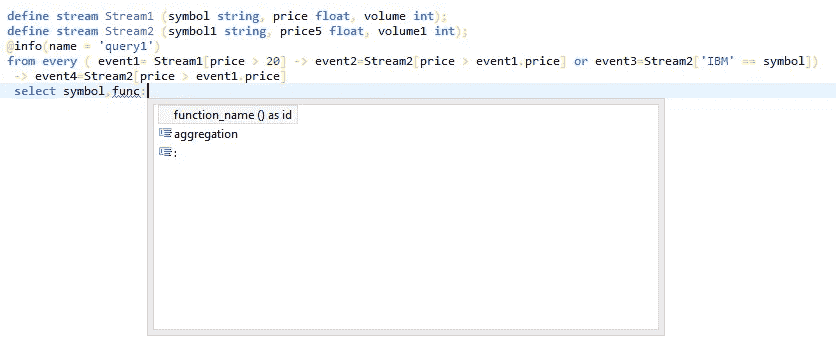 define stream Stream1 (symbol string, price float, volume int);
define stream Stream2 (symbol1 string, price5 float, volume1 int);
@info(name = 'query1')
from every ( event1= Stream1[price > 20] -> event2=Stream2[price > event1.price] or event3=Stream2['IBM' == symbol])
-> event4=Stream2[price > event1.price]
select symbol,func:
function_name () as id
aggregation
: